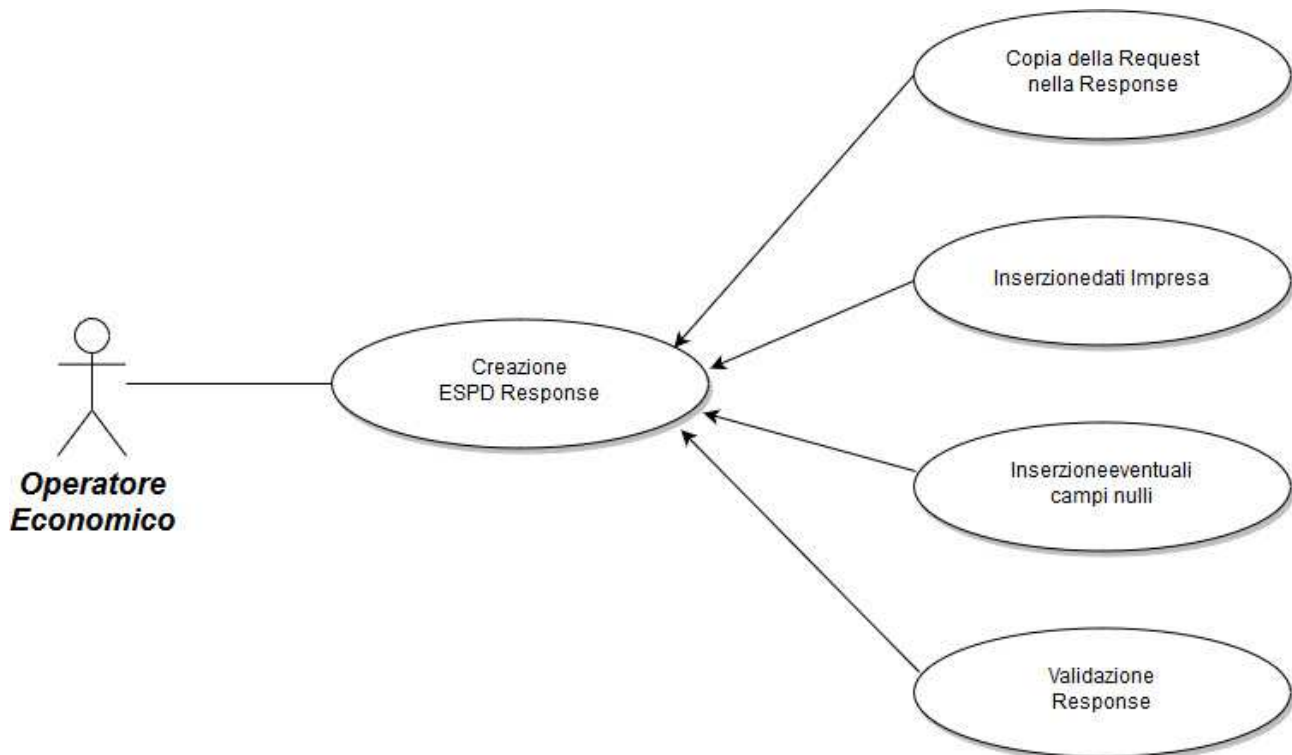 Copia della Request
nella Response
Inserzionedati Impresa
Creazione
ESPD Response
Inserzioneeventuali
campi nulli
Operatore
Economico
Validazione
Response